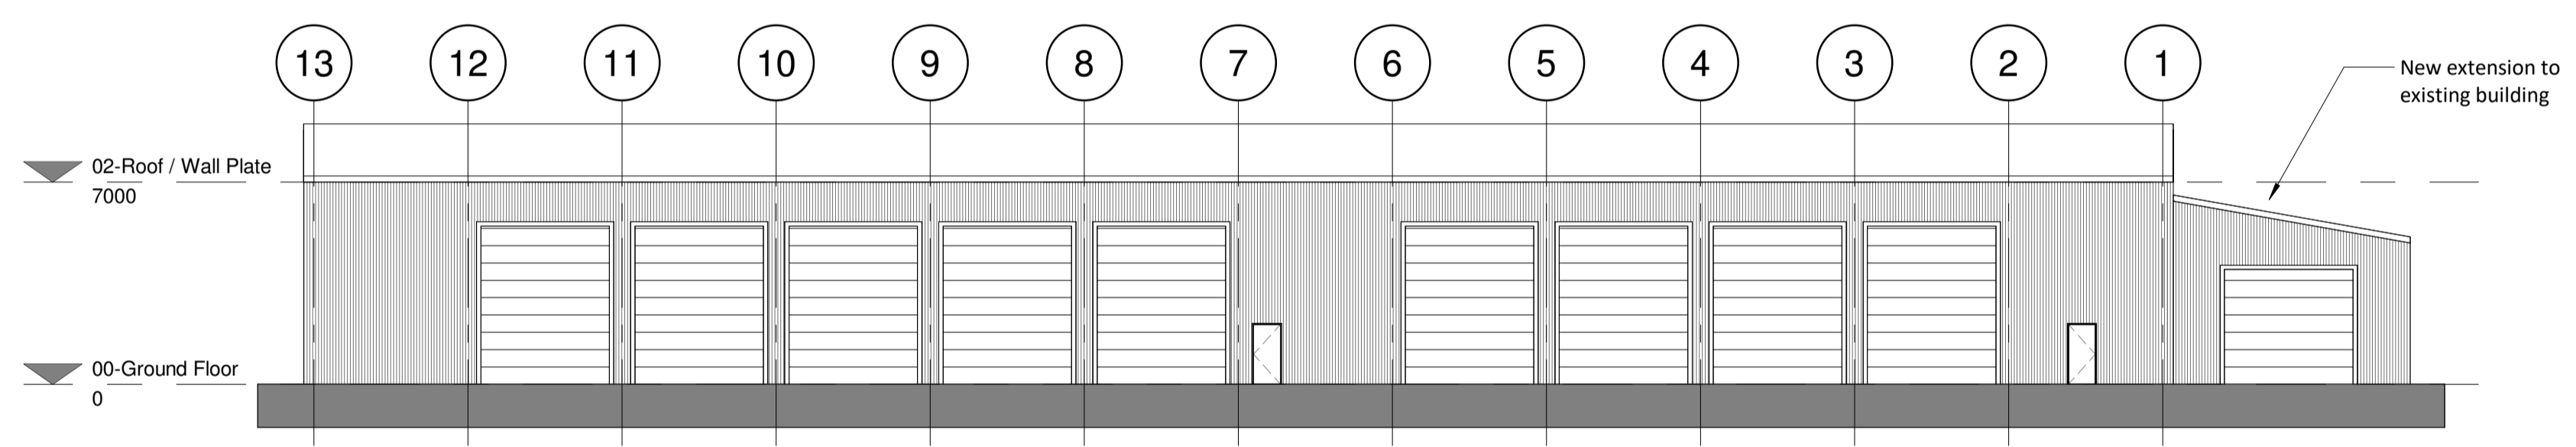 13 12 11 10 9 8 7 6 5 4 3 2 1
New extension to
existing building
02-Roof / Wall Plate
7000
00-Ground Floor
0